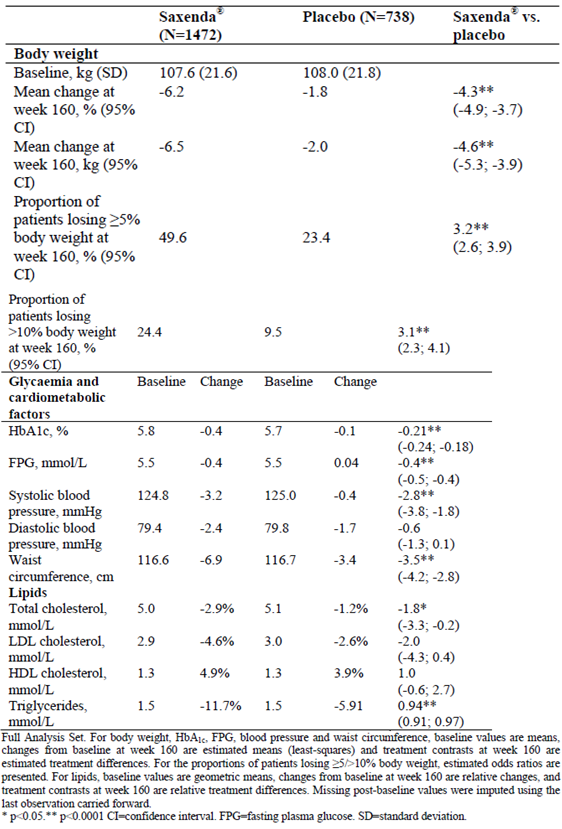 Saxenda® (N=1472) Placebo (N=738) Saxenda® vs. placebo
Body weight
Baseline, kg (SD) 107.6 (21.6) 108.0 (21.8)
Mean change at week 160, % (95% CI) -6.2 -1.8 -4.3** (-4.9; -3.7)
Mean change at week 160, kg (95% CI) -6.5 -2.0 -4.6** (-5.3; -3.9)
Proportion of patients losing ≥5% body weight at week 160, % (95% CI) 49.6 23.4 3.2** (2.6; 3.9)
Proportion of patients losing >10% body weight at week 160, % (95% CI) 24.4 9.5 3.1** (2.3; 4.1)
Glycaemia and cardiometabolic factors Baseline Change Baseline Change
HbA1c, % 5.8 -0.4 5.7 -0.1 -0.21** (-0.24; -0.18)
FPG, mmol/L 5.5 -0.4 5.5 0.04 -0.4** (-0.5; -0.4)
Systolic blood pressure, mmHg 124.8 -3.2 125.0 -0.4 -2.8** (-3.8; -1.8)
Diastolic blood pressure, mmHg 79.4 -2.4 79.8 -1.7 -0.6 (-1.3; 0.1)
Waist circumference, cm 116.6 -6.9 116.7 -3.4 -3.5** (-4.2; -2.8)
Lipids
Total cholesterol, mmol/L 5.0 -2.9% 5.1 -1.2% -1.8* (-3.3; -0.2)
LDL cholesterol, mmol/L 2.9 -4.6% 3.0 -2.6% -2.0 (-4.3; 0.4)
HDL cholesterol, mmol/L 1.3 4.9% 1.3 3.9% 1.0 (-0.6; 2.7)
Triglycerides, mmol/L 1.5 -11.7% 1.5 -5.91 0.94** (0.91; 0.97)
Full Analysis Set. For body weight, HbA1c, FPG, blood pressure and waist circumference, baseline values are means,
changes from baseline at week 160 are estimated means (least-squares) and treatment contrasts at week 160 are
estimated treatment differences. For the proportions of patients losing ≥5/>10% body weight, estimated odds ratios are
presented. For lipids, baseline values are geometric means, changes from baseline at week 160 are relative changes, and
treatment contrasts at week 160 are relative treatment differences. Missing post-baseline values were imputed using the
last observation carried forward.
* p<0.05.** p<0.0001 CI=confidence interval. FPG=fasting plasma glucose. SD=standard deviation.